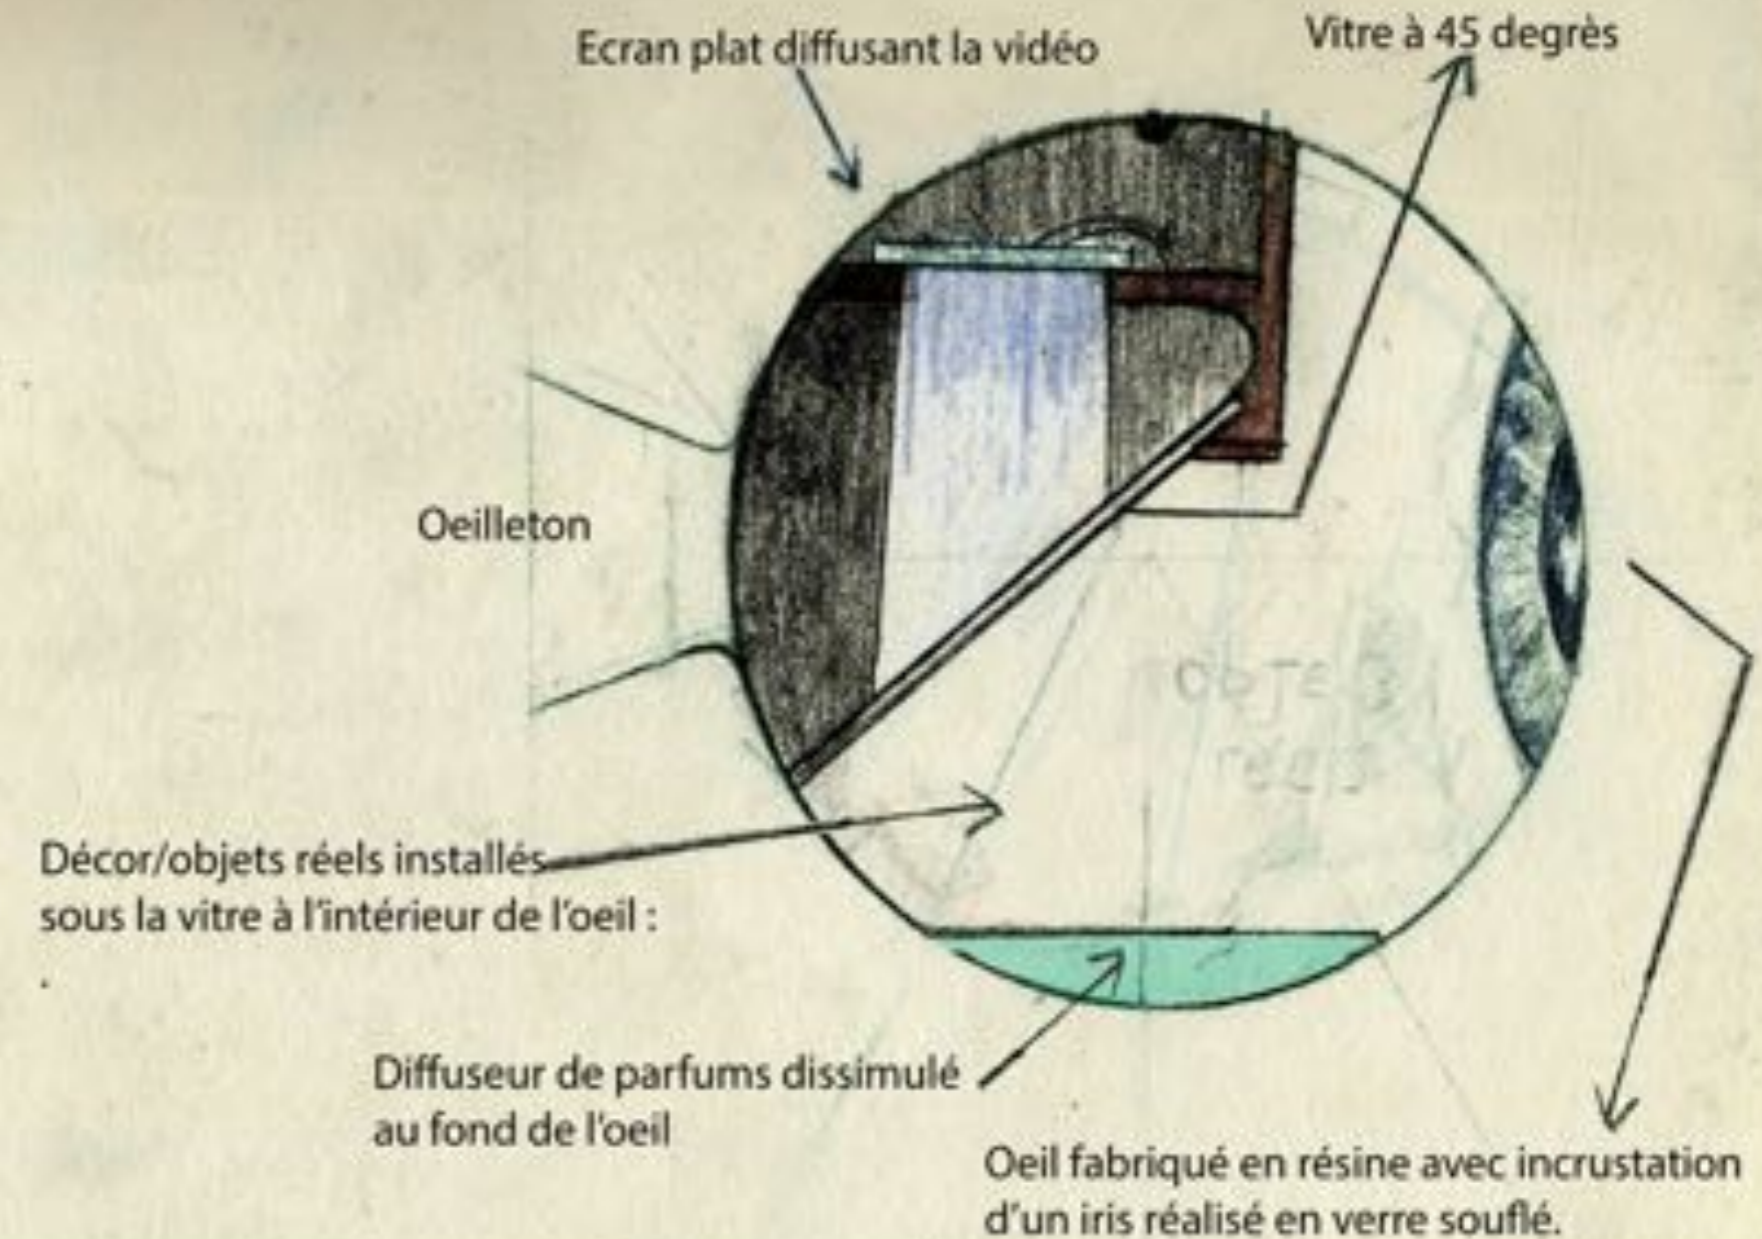 Ecran plat diffusant la vidéo
Vitre à 45 degrès
Oeilleton
objets
réels
Décor/objets réels installés
sous la vitre à l'intérieur de l'oeil :
.
Diffuseur de parfums dissimulé
au fond de l'oeil
Oeil fabriqué en résine avec incrustation
d'un iris réalisé en verre souflé.